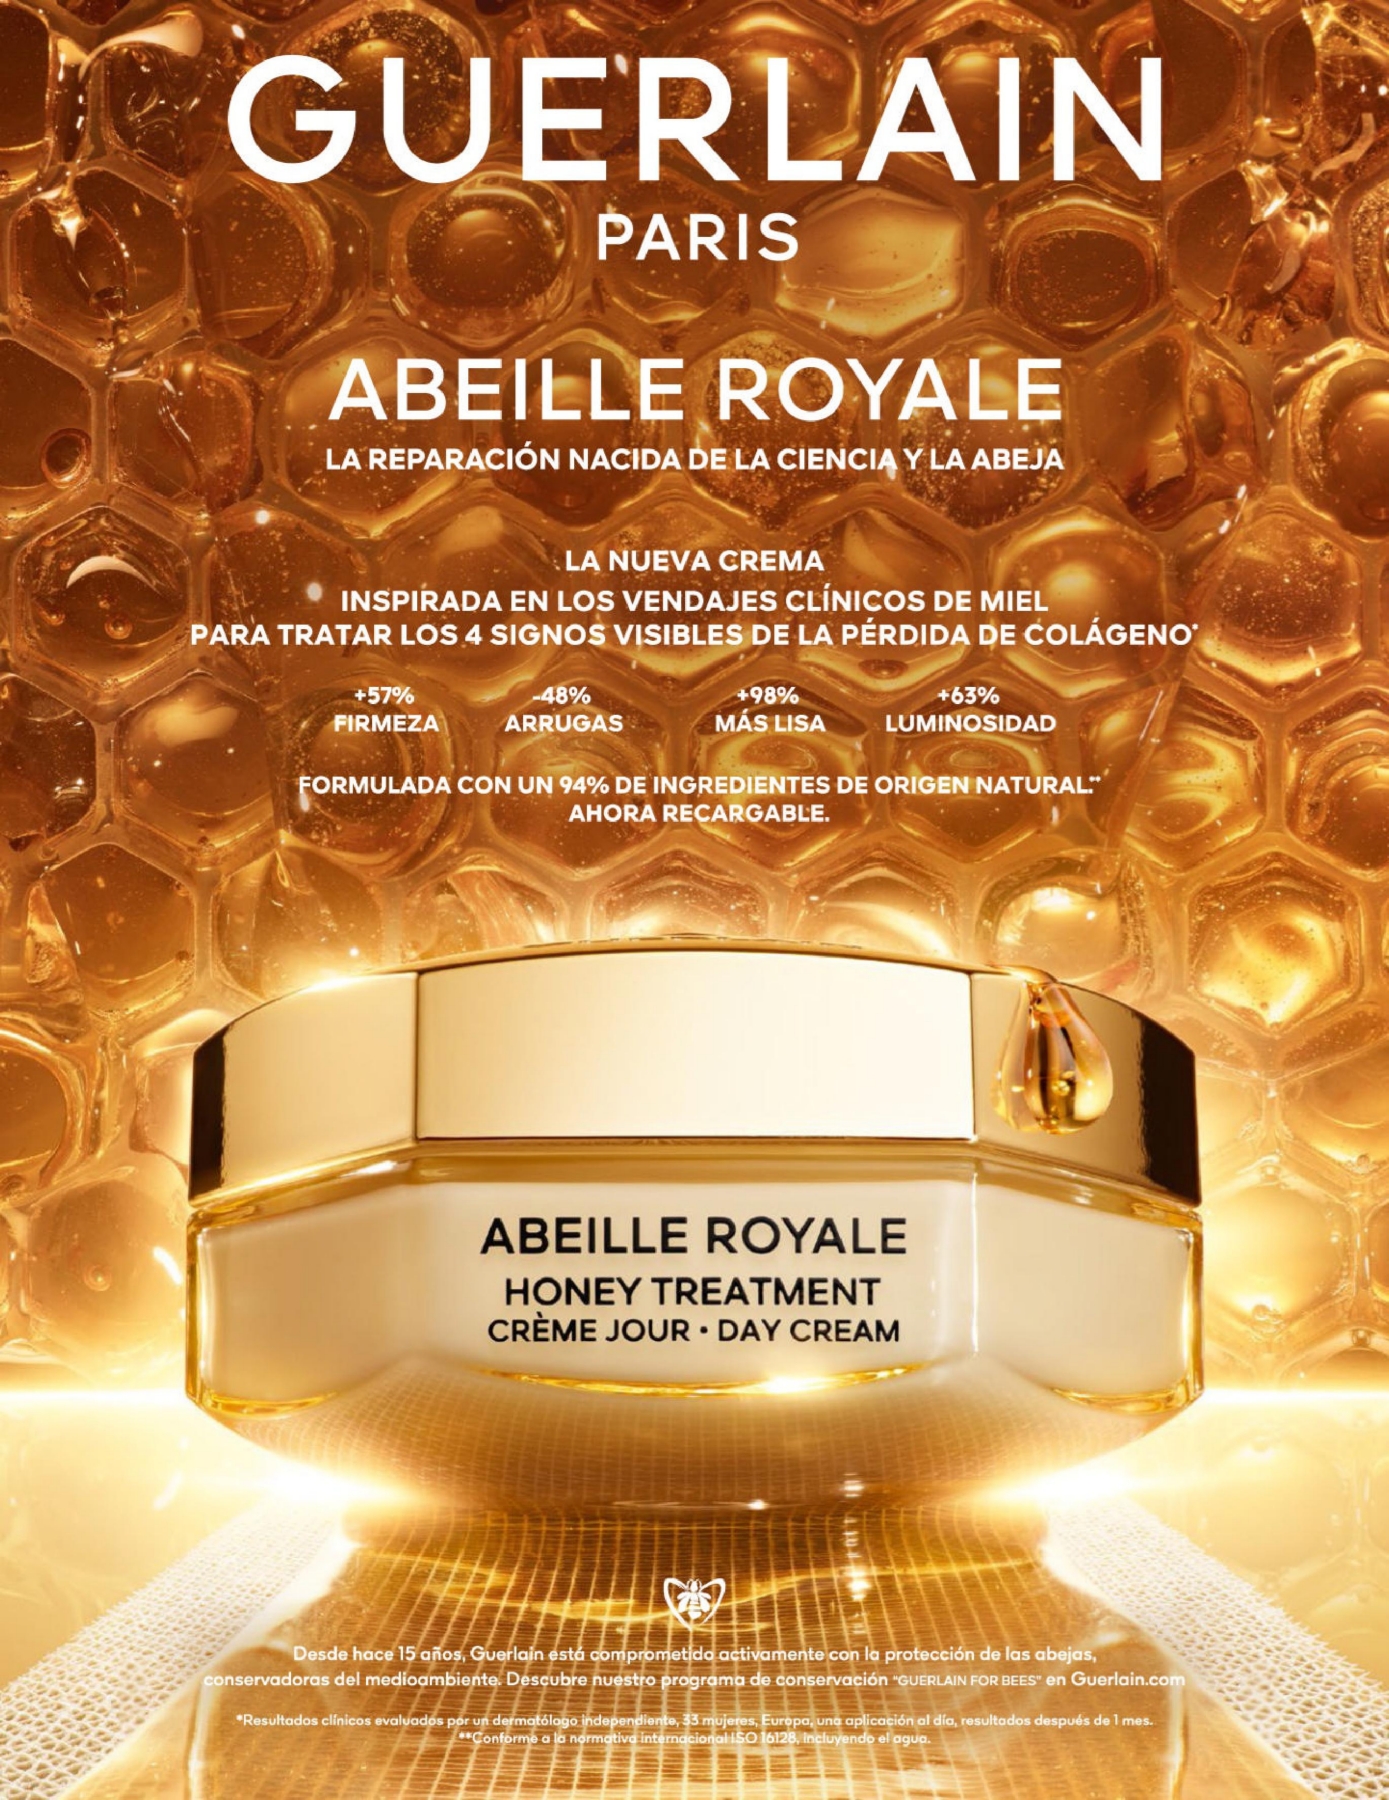 GUERLAIN
PARIS
ABEILLE ROYALE
LA REPARACIÓN NACIDA DE LA CIENCIA Y LA ABEJA
LA NUEVA CREMA
INSPIRADA EN LOS VENDAJES CLÍNICOS DE MIEL
PARA TRATAR LOS 4 SIGNOS VISIBLES DE LA PÉRDIDA DE COLÁGENO*
+57% -48% +98% +63%
FIRMEZA ARRUGAS MÁS LISA LUMINOSIDAD
FORMULADA CON UN 94% DE INGREDIENTES DE ORIGEN NATURAL.**
AHORA RECARGABLE.
ABEILLE ROYALE
HONEY TREATMENT
CRÈME JOUR • DAY CREAM
Desde hace 15 años, Guerlain está comprometido activamente con la protección de las abejas,
conservadoras del medioambiente. Descubre nuestro programa de conservación "GUERLAIN FOR BEES" en Guerlain.com
*Resultados clínicos evaluados por un dermatólogo independiente, 33 mujeres, Europa, una aplicación al día, resultados después de 1 mes.
**Conforme a la normativa internacional ISO 16128, incluyendo el agua.